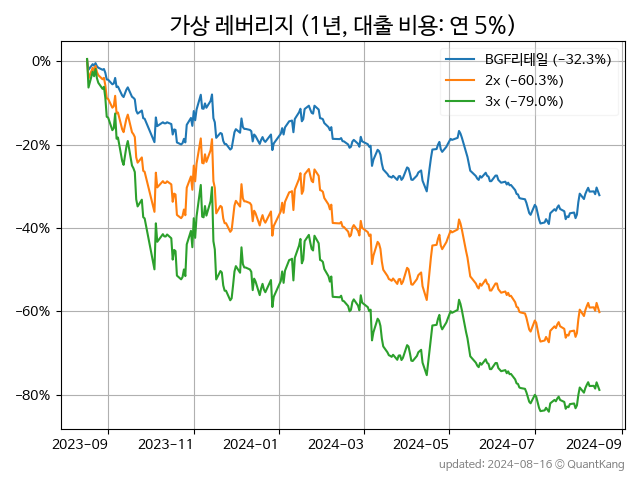 가상 레버리지 (1년, 대출 비용: 연 5%)
BGF리테일 (−32.3%)
2x (−60.3%)
3x (−79.0%)
0%
−20%
−40%
−60%
−80%
2023-09 2023-11 2024-01 2024-03 2024-05 2024-07 2024-09
updated: 2024-08-16 © QuantKang